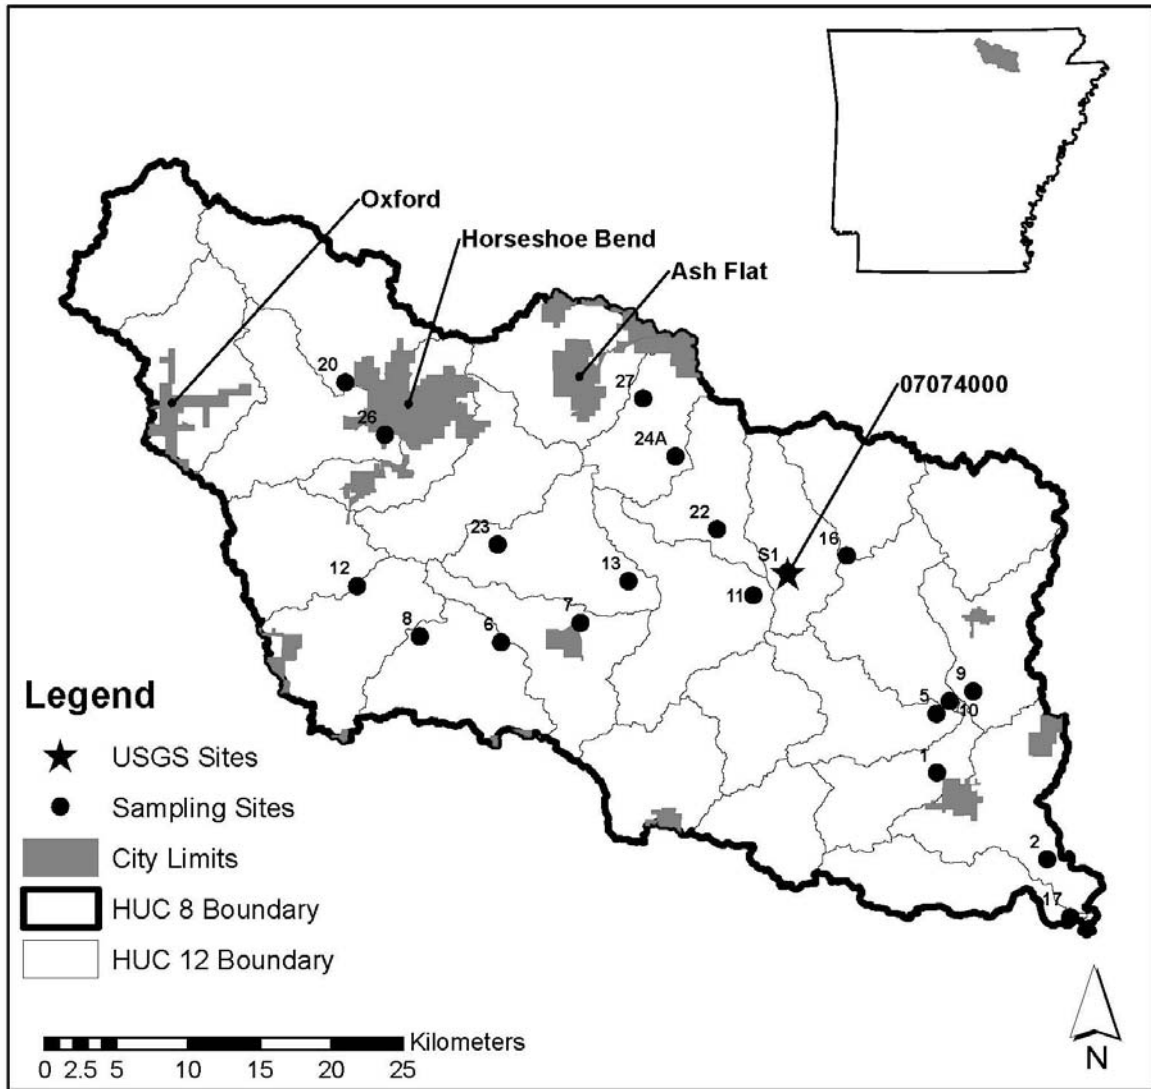 Oxford
Horseshoe Bend
Ash Flat
20
27
07074000
26
24A
22
23
16
S1
12
13
11
8
6
7
9
5
10
1
2
17
Legend
USGS Sites
Sampling Sites
City Limits
HUC 8 Boundary
HUC 12 Boundary
Kilometers
0 2.5 5 10 15 20 25
N